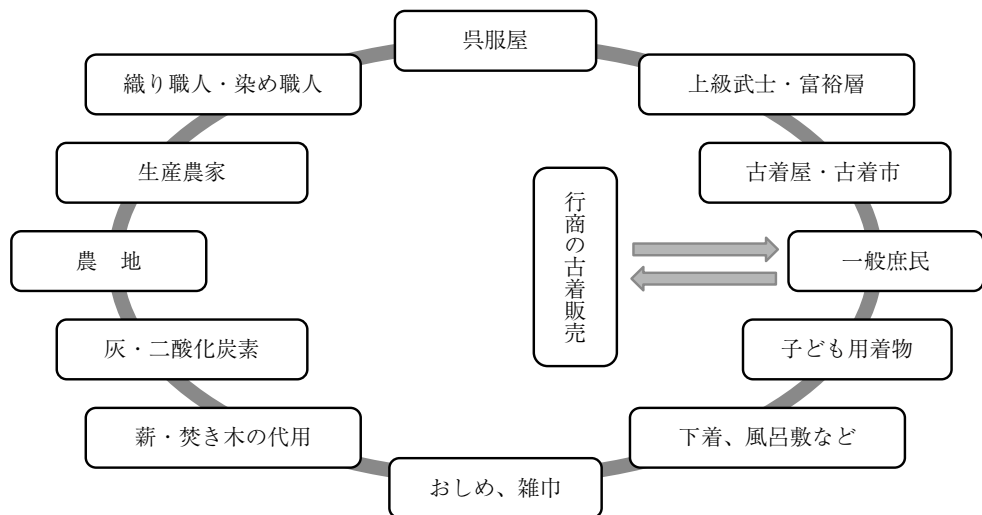 呉服屋
織り職人・染め職人
上級武士・富裕層
生産農家
古着屋・古着市
行商の古着販売
農　地
一般庶民
灰・二酸化炭素
子ども用着物
薪・焚き木の代用
下着、風呂敷など
おしめ、雑巾